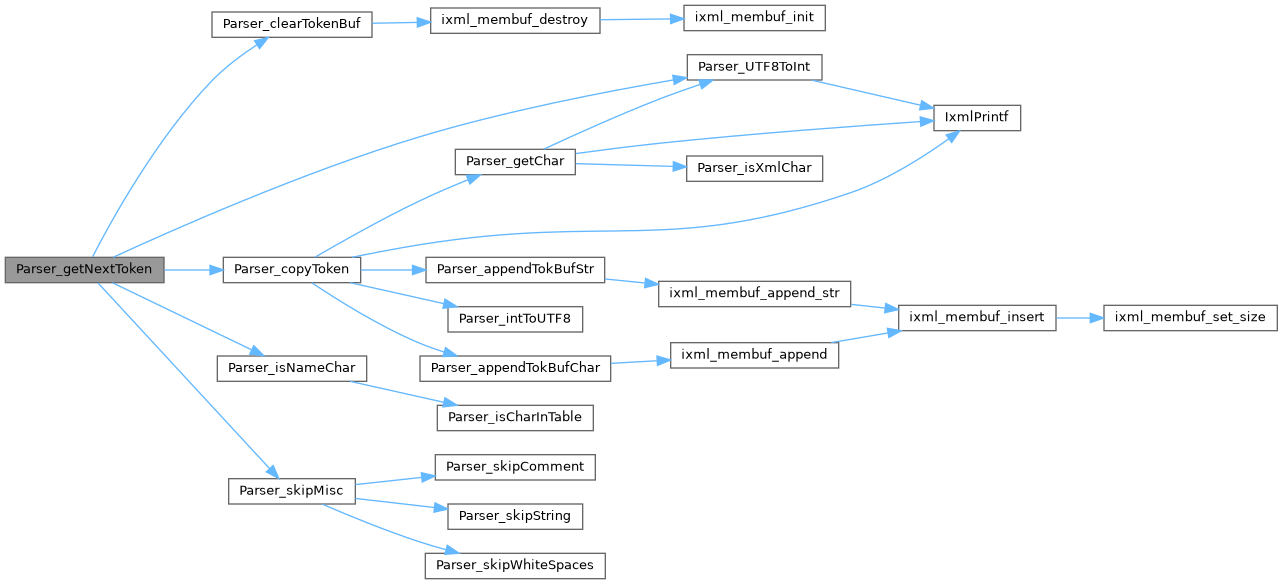 Parser_clearTokenBuf
ixml_membuf_destroy
ixml_membuf_init
Parser_UTF8ToInt
IxmlPrintf
Parser_getChar
Parser_isXmlChar
Parser_getNextToken
Parser_copyToken
Parser_appendTokBufStr
ixml_membuf_append_str
Parser_intToUTF8
ixml_membuf_insert
ixml_membuf_set_size
Parser_isNameChar
Parser_appendTokBufChar
ixml_membuf_append
Parser_isCharInTable
Parser_skipComment
Parser_skipMisc
Parser_skipString
Parser_skipWhiteSpaces